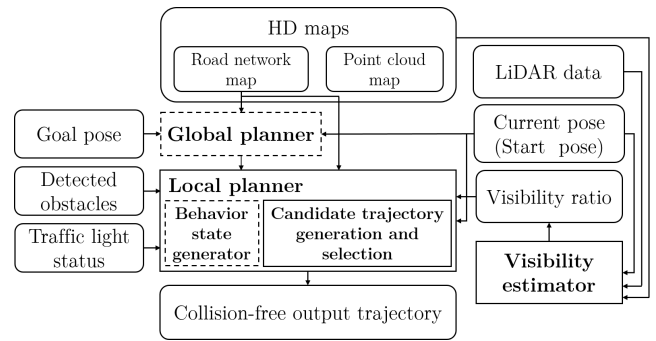 HD maps
Road network
map
Point cloud
map
LiDAR data
Goal pose
Global planner
Current pose
(Start pose)
Detected
obstacles
Local planner
Behavior
state
generator
Candidate trajectory
generation and
selection
Visibility ratio
Traffic light
status
Visibility
estimator
Collision-free output trajectory